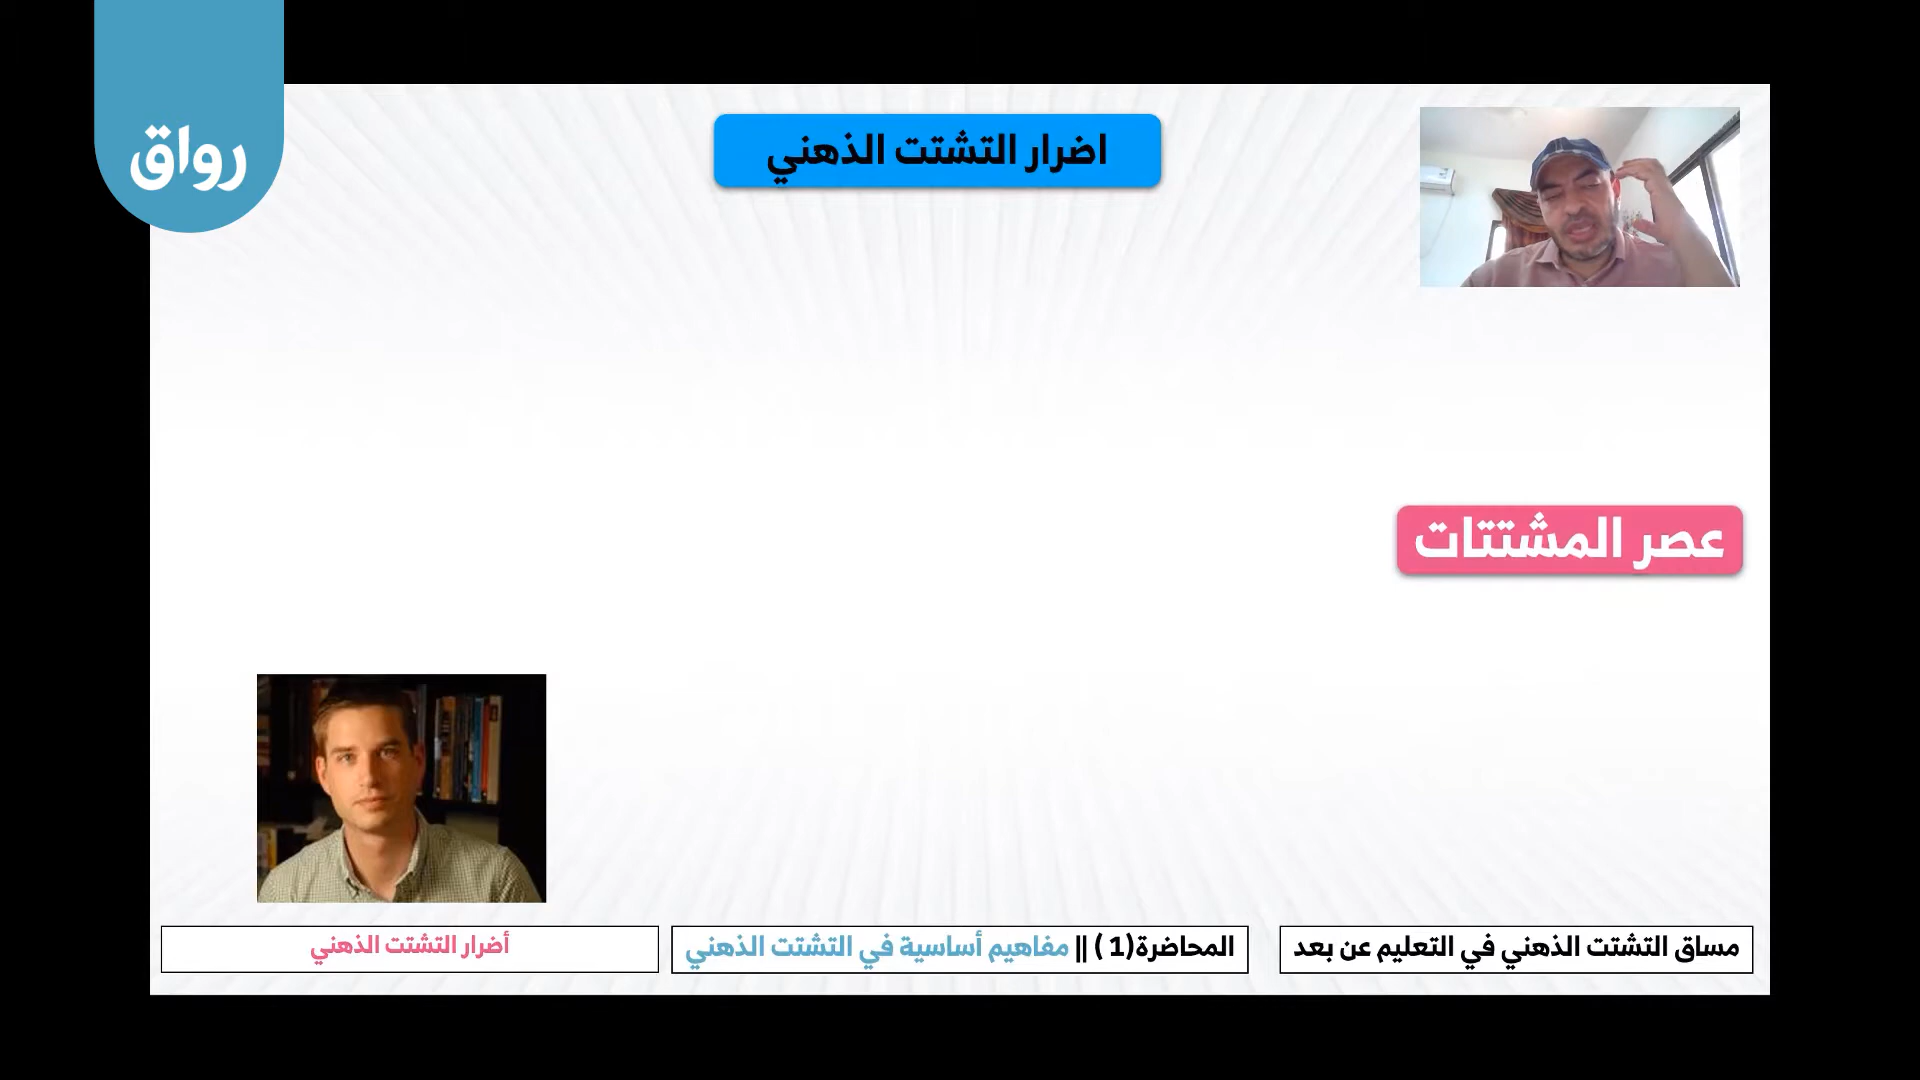 رواق
اضرار التشتت الذهني
عصر المشتتات
مساق التشتت الذهني في التعليم عن بعد
المحاضرة(1 ) || مفاهيم أساسية في التشتت الذهني
أضرار التشتت الذهني